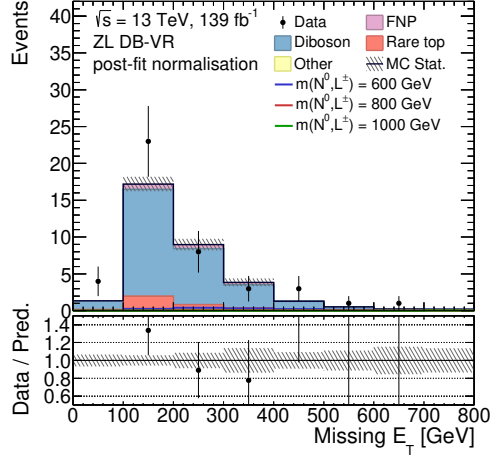 √s = 13 TeV, 139 fb⁻¹
ZL DB-VR
post-fit normalisation
Data
FNP
Diboson
Rare top
Other
MC Stat.
m(N⁰,L±) = 600 GeV
m(N⁰,L±) = 800 GeV
m(N⁰,L±) = 1000 GeV
Events
40
35
30
25
20
15
10
5
0
Data / Pred.
1.4
1.2
1.0
0.8
0.6
0 100 200 300 400 500 600 700 800
Missing E_T [GeV]